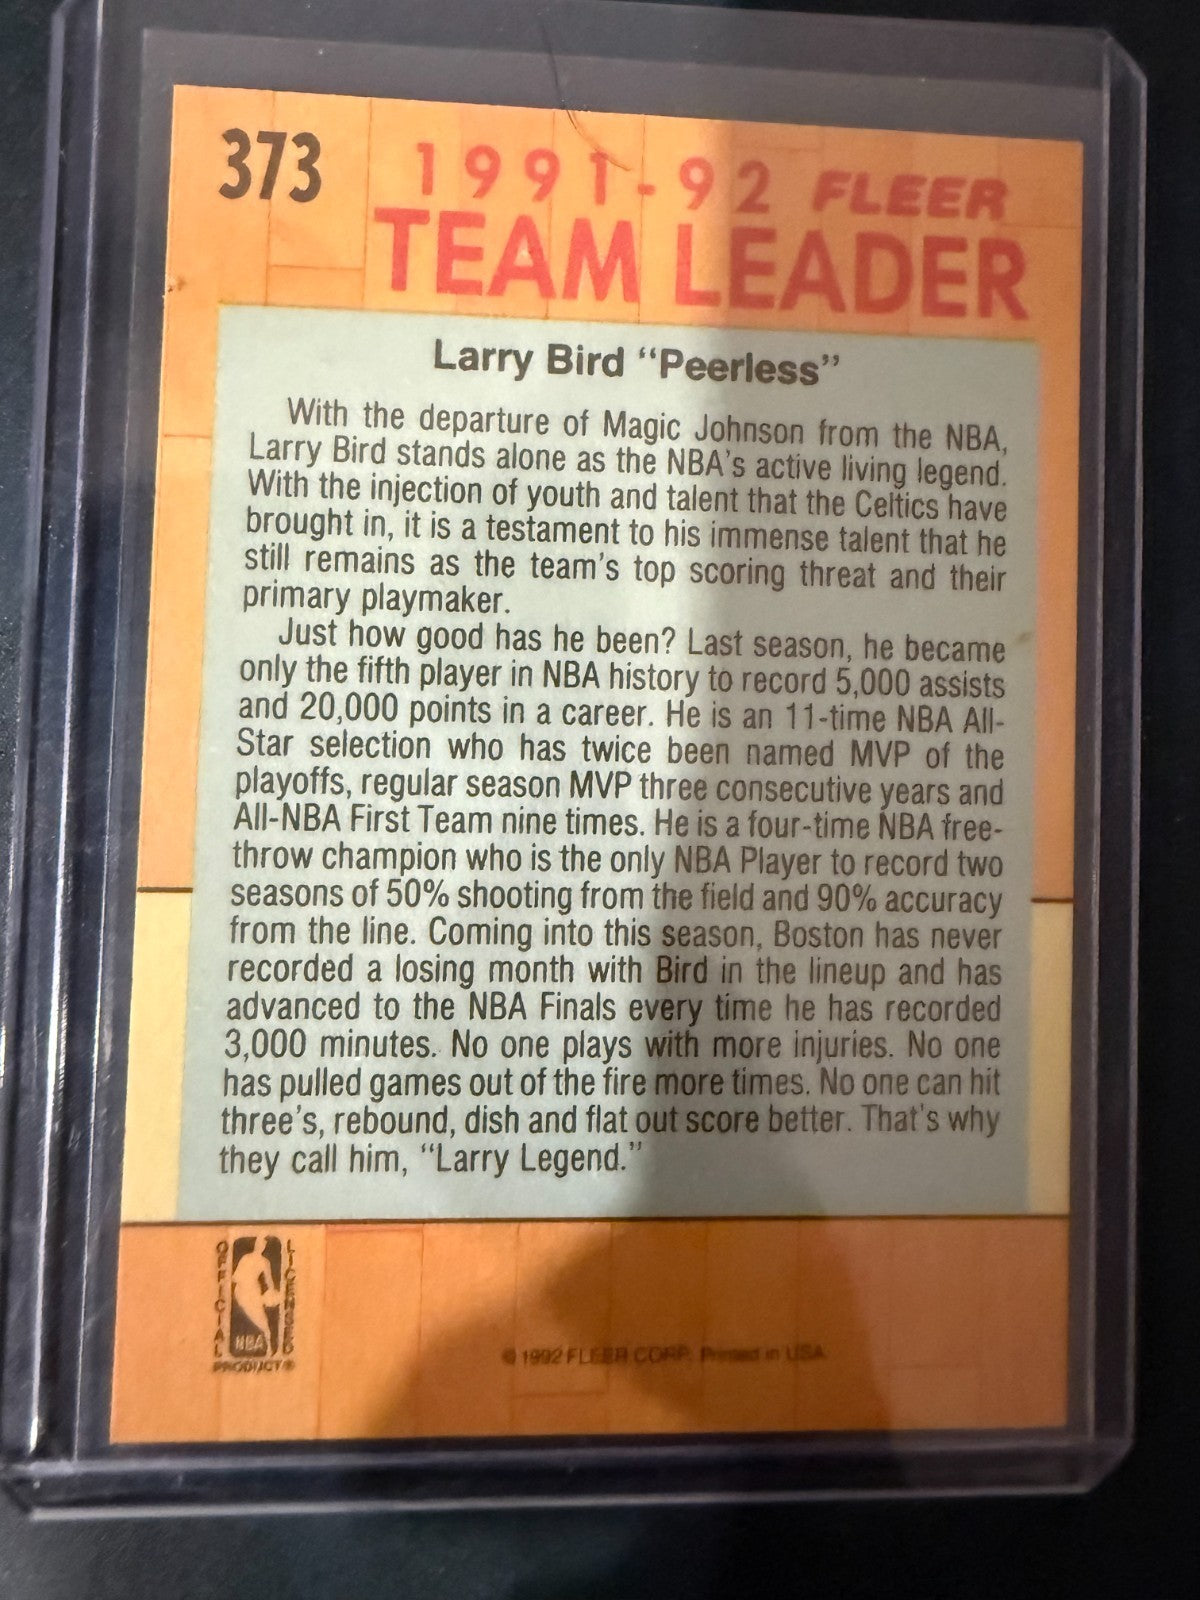 373
1991-92 FLEER
TEAM LEADER
Larry Bird “Peerless”
With the departure of Magic Johnson from the NBA,
Larry Bird stands alone as the NBA's active living legend.
With the injection of youth and talent that the Celtics have
brought in, it is a testament to his immense talent that he
still remains as the team's top scoring threat and their
primary playmaker.
Just how good has he been? Last season, he became
only the fifth player in NBA history to record 5,000 assists
and 20,000 points in a career. He is an 11-time NBA All-
Star selection who has twice been named MVP of the
playoffs, regular season MVP three consecutive years and
All-NBA First Team nine times. He is a four-time NBA free-
throw champion who is the only NBA Player to record two
seasons of 50% shooting from the field and 90% accuracy
from the line. Coming into this season, Boston has never
recorded a losing month with Bird in the lineup and has
advanced to the NBA Finals every time he has recorded
3,000 minutes. No one plays with more injuries. No one
has pulled games out of the fire more times. No one can hit
three's, rebound, dish and flat out score better. That's why
they call him, “Larry Legend.”
OFFICIAL
LICENSED
NBA
PRODUCT®
© 1992 FLEER CORP. Printed in USA